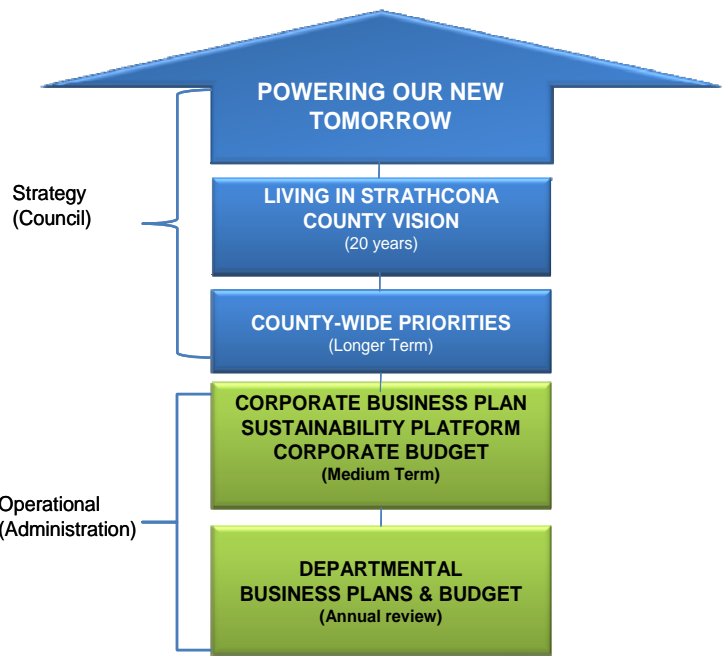 POWERING OUR NEW
TOMORROW
Strategy
(Council)
LIVING IN STRATHCONA
COUNTY VISION
(20 years)
COUNTY-WIDE PRIORITIES
(Longer Term)
CORPORATE BUSINESS PLAN
SUSTAINABILITY PLATFORM
CORPORATE BUDGET
(Medium Term)
Operational
(Administration)
DEPARTMENTAL
BUSINESS PLANS & BUDGET
(Annual review)